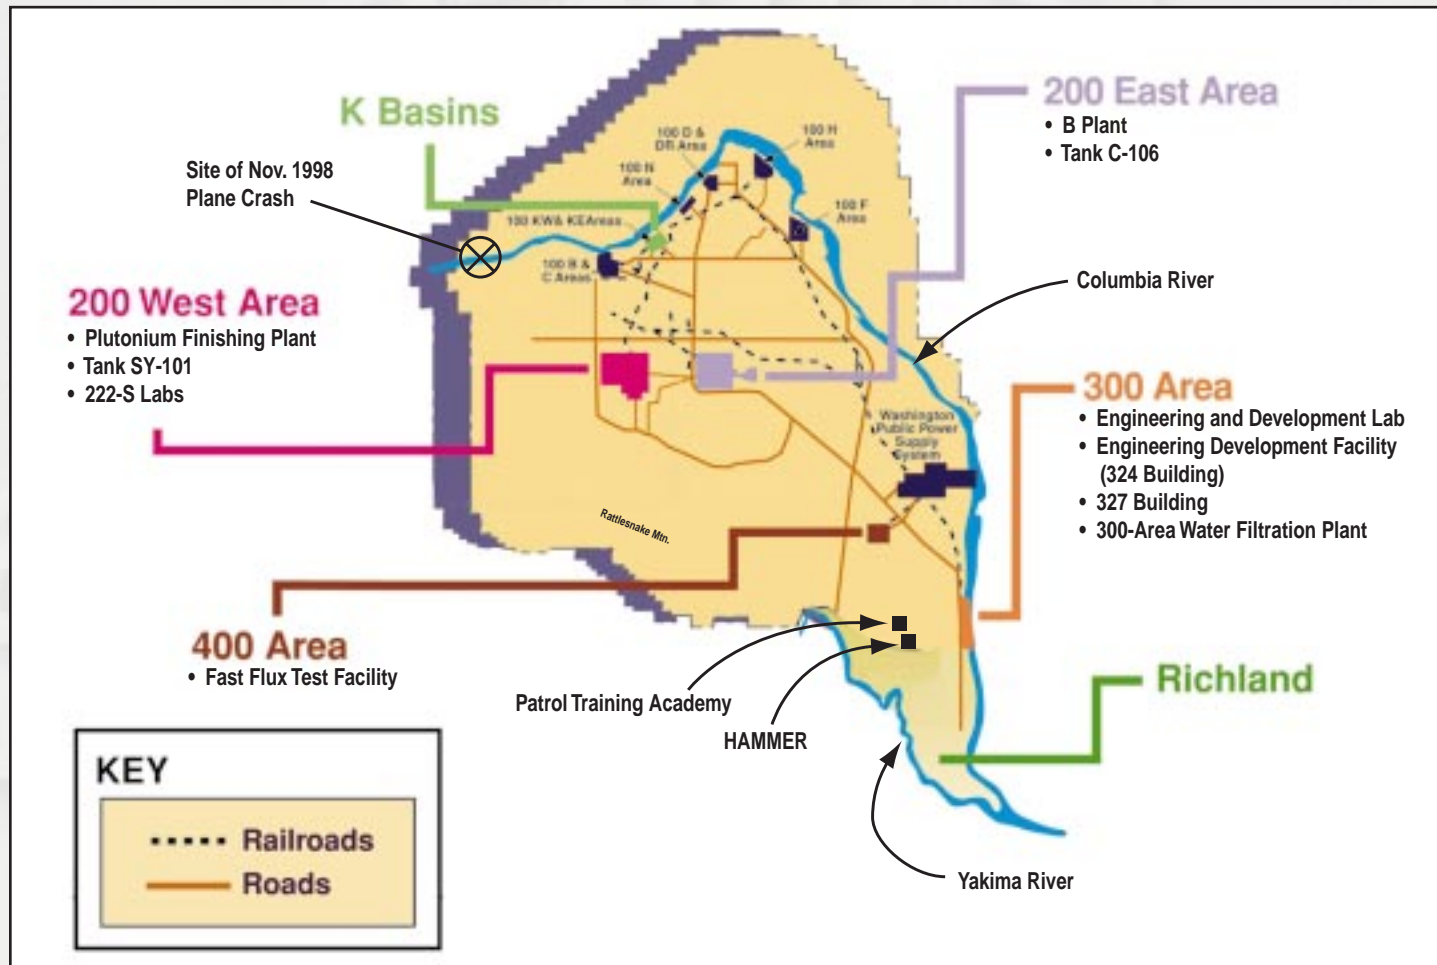 K Basins
Site of Nov. 1998
Plane Crash
200 East Area
• B Plant
• Tank C-106
100 D &
DR Area
100 H
Area
100 N
Area
100 F
Area
100 KW & KE Areas
100 B &
C Areas
200 West Area
• Plutonium Finishing Plant
• Tank SY-101
• 222-S Labs
Columbia River
300 Area
• Engineering and Development Lab
• Engineering Development Facility
(324 Building)
• 327 Building
• 300-Area Water Filtration Plant
Washington
Public Power
Supply
System
Rattlesnake Mtn.
400 Area
• Fast Flux Test Facility
Patrol Training Academy
HAMMER
Richland
Yakima River
KEY
Railroads
Roads